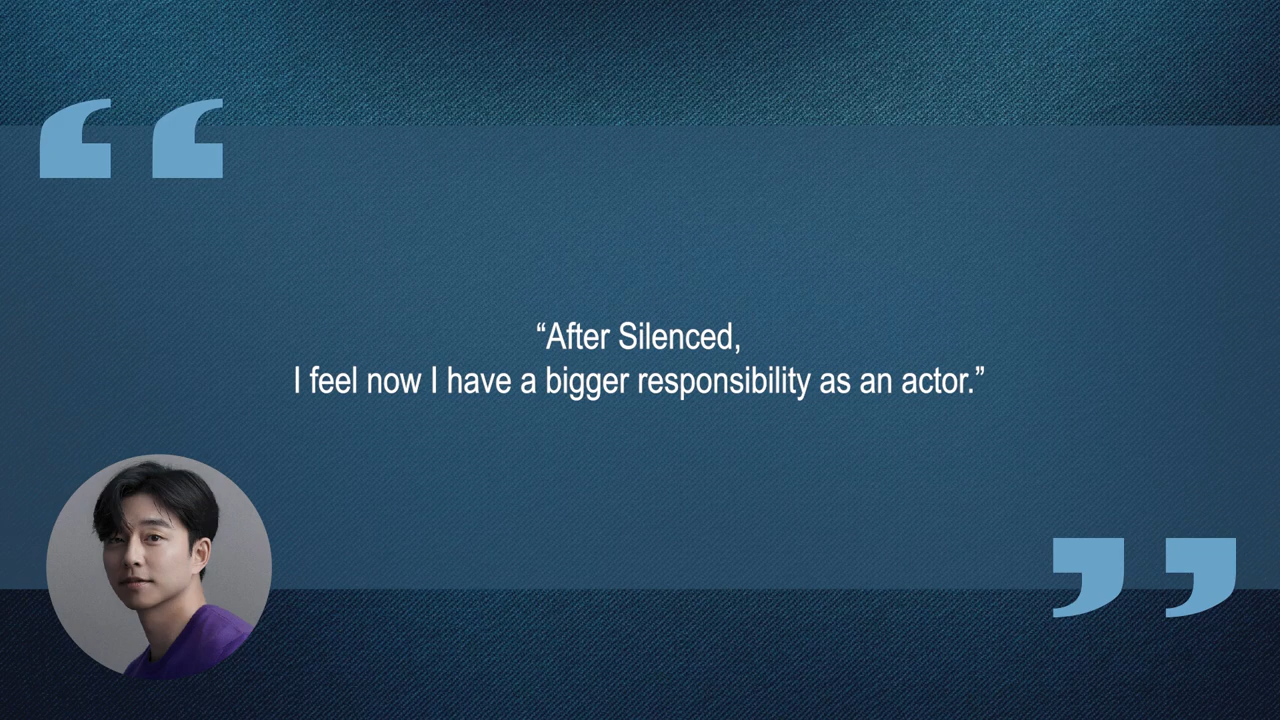 “After Silenced,
I feel now I have a bigger responsibility as an actor.”